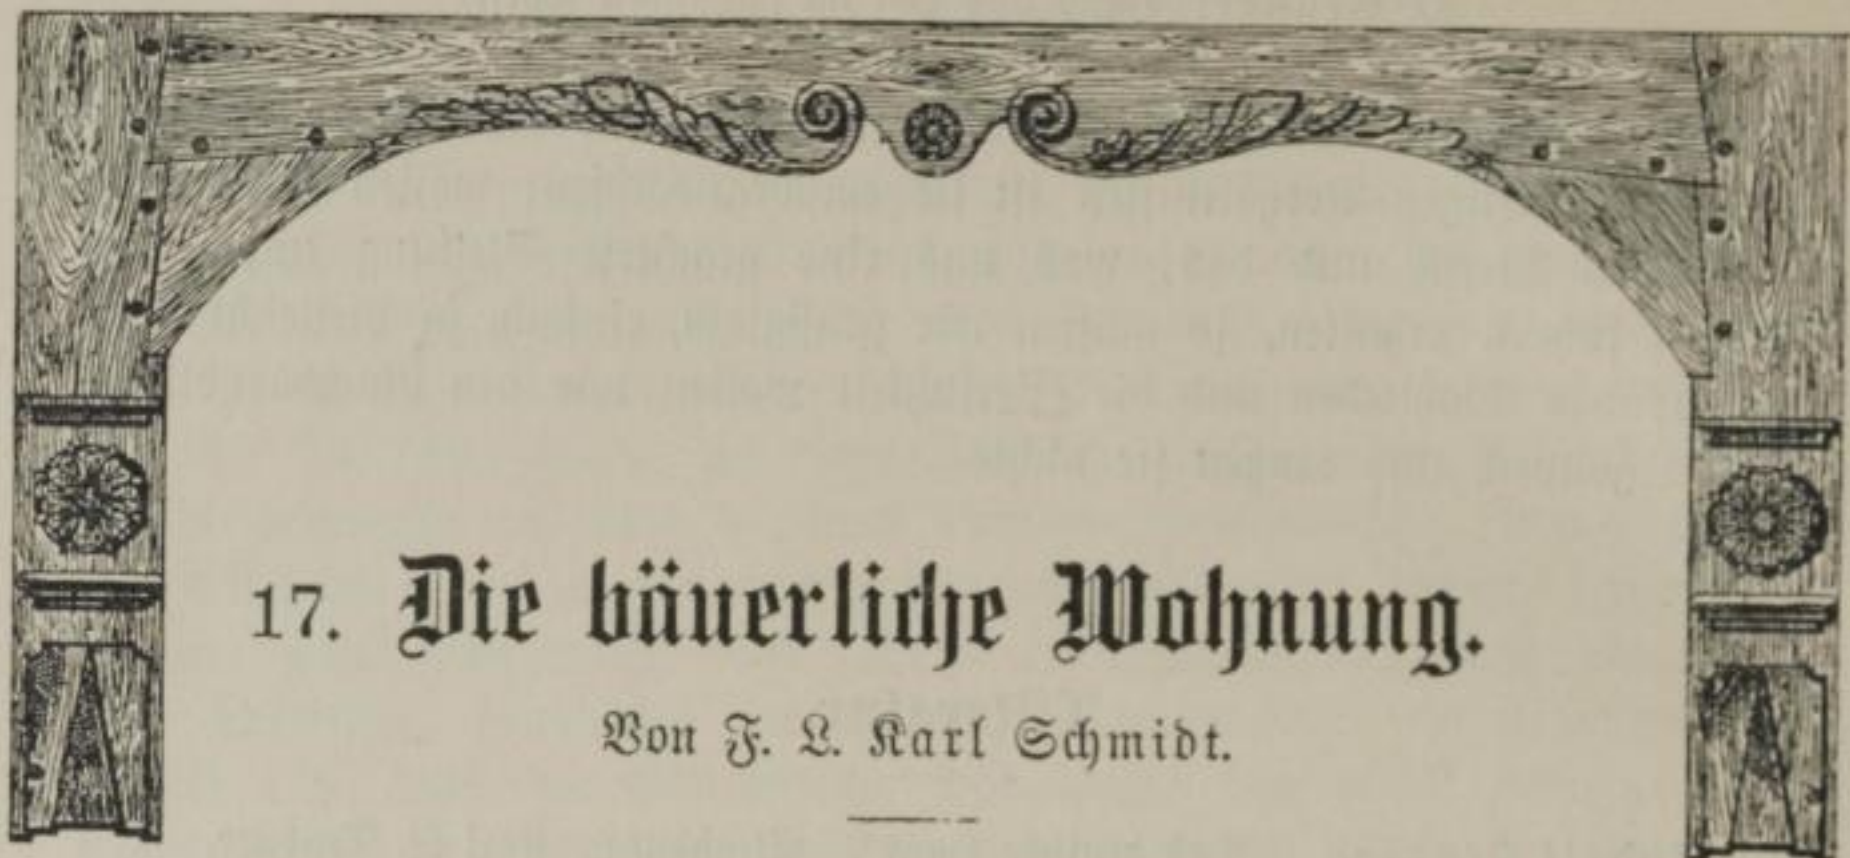 17. Die bäuerliche Wohnung.
Von F. L. Karl Schmidt.